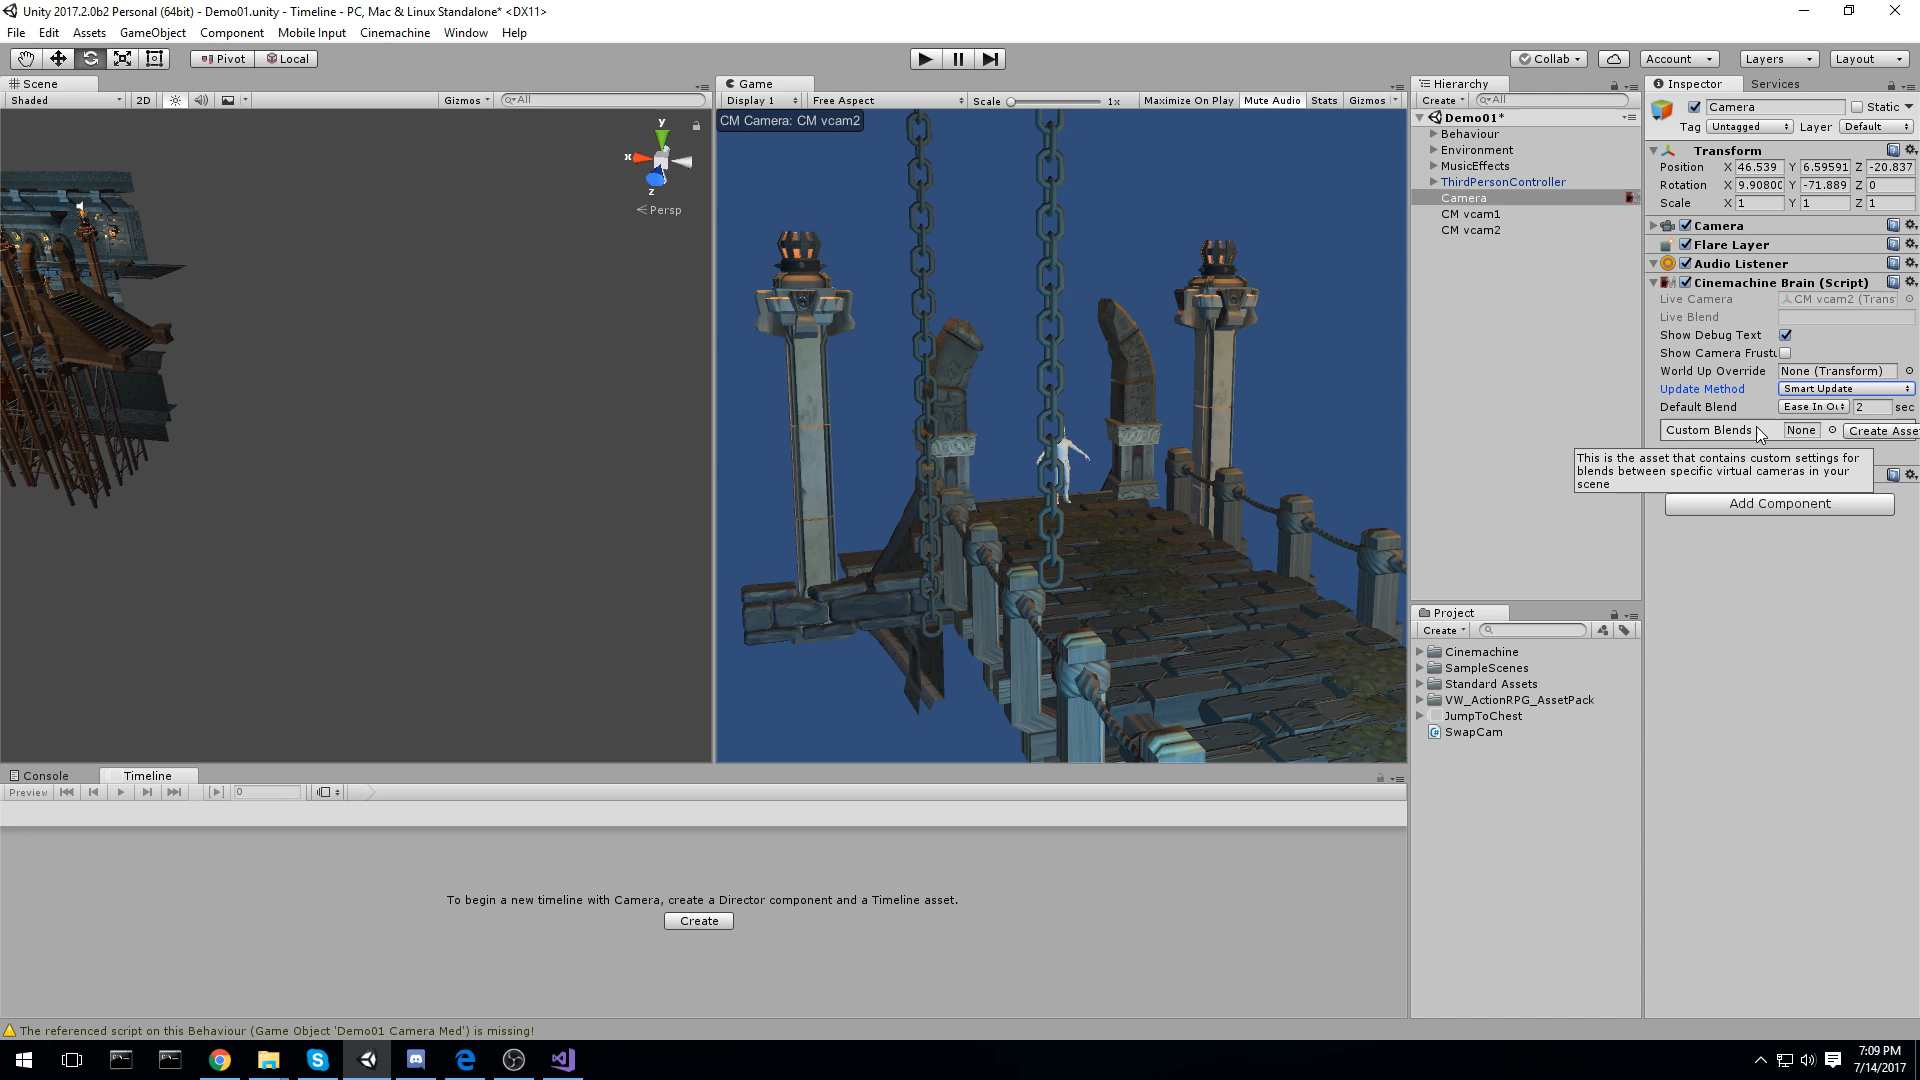 Unity 2017.2.0b2 Personal (64bit) - Demo01.unity - Timeline - PC, Mac & Linux Standalone* <DX11>
File Edit Assets GameObject Component Mobile Input Cinemachine Window Help
Pivot Local Collab Account Layers Layout
Scene
Shaded 2D Gizmos All
y
x
z
Persp
Game
Display 1 Free Aspect Scale 1x Maximize On Play Mute Audio Stats Gizmos
CM Camera: CM vcam2
Hierarchy
Create All
Demo01*
Behaviour
Environment
MusicEffects
ThirdPersonController
Camera
CM vcam1
CM vcam2
Project
Create
Cinemachine
SampleScenes
Standard Assets
VW_ActionRPG_AssetPack
JumpToChest
SwapCam
Inspector Services
Camera Static
Tag Untagged Layer Default
Transform
Position X 46.539 Y 6.59591 Z -20.837
Rotation X 9.90800 Y -71.889 Z 0
Scale X 1 Y 1 Z 1
Camera
Flare Layer
Audio Listener
Cinemachine Brain (Script)
Live Camera CM vcam2 (Trans
Live Blend
Show Debug Text
Show Camera Frustu
World Up Override None (Transform)
Update Method Smart Update
Default Blend Ease In Ou 2 sec
Custom Blends None Create Asse
This is the asset that contains custom settings for
blends between specific virtual cameras in your
scene
Add Component
Console Timeline
Preview 0
To begin a new timeline with Camera, create a Director component and a Timeline asset.
Create
The referenced script on this Behaviour (Game Object 'Demo01 Camera Med') is missing!
7:09 PM
7/14/2017